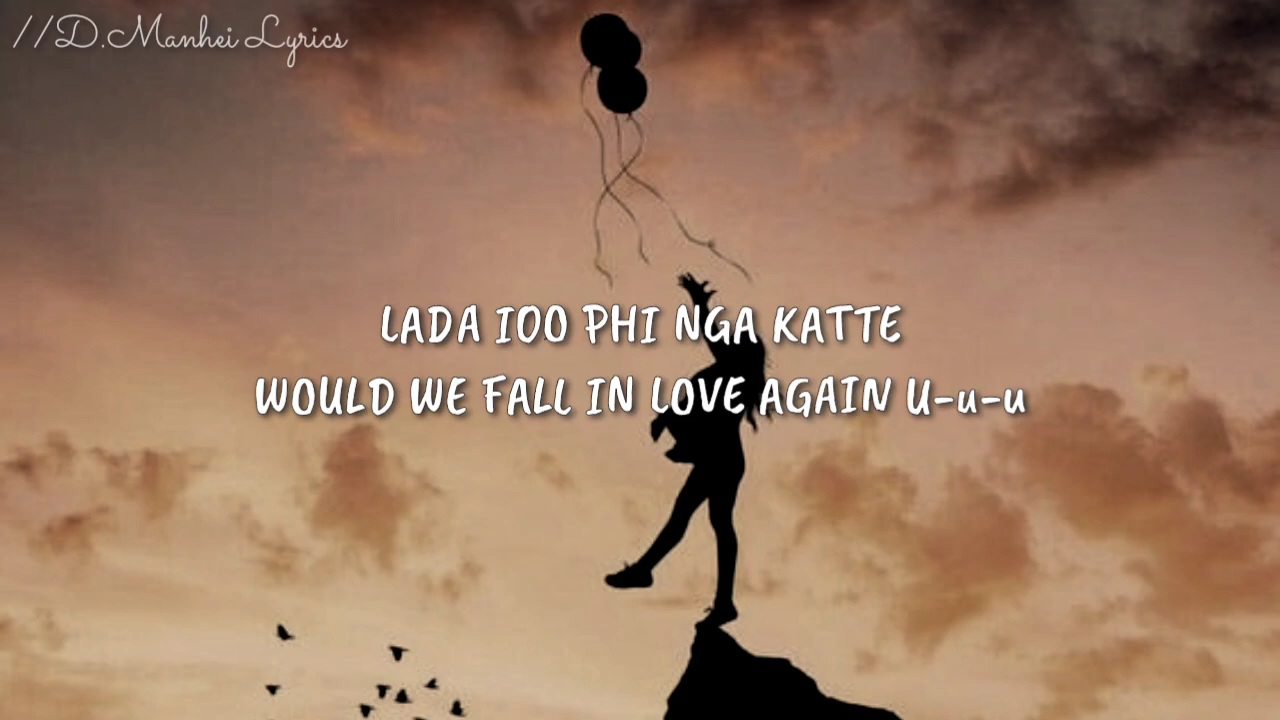 //D.Manhei Lyrics
LADA IOO PHI NGA KATTE
WOULD WE FALL IN LOVE AGAIN U-u-u